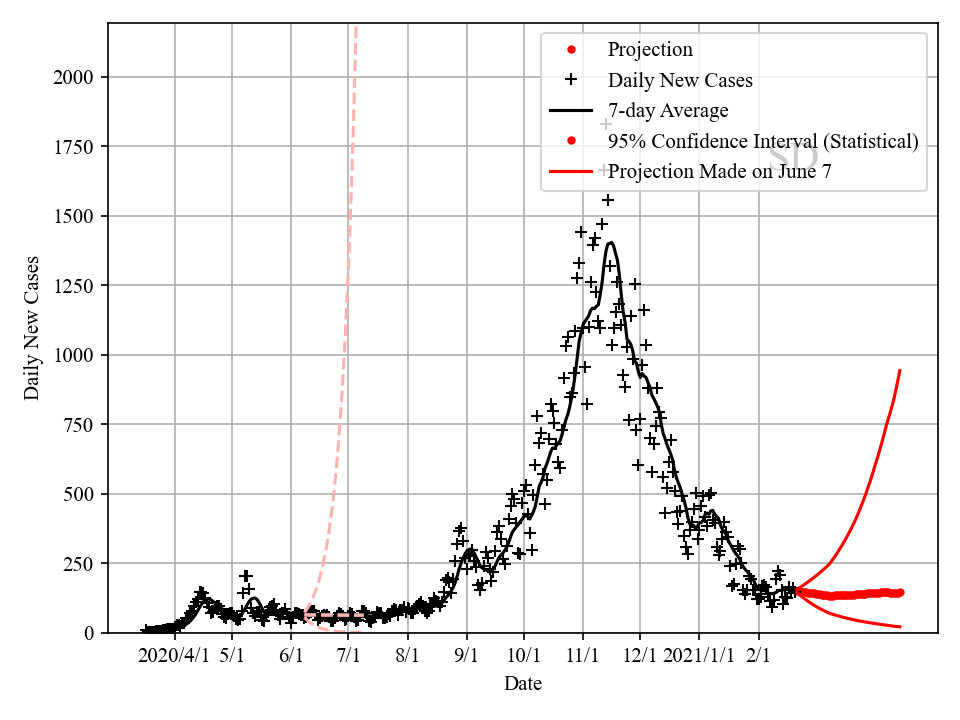 Projection
Daily New Cases
7-day Average
95% Confidence Interval (Statistical)
Projection Made on June 7
SD
Daily New Cases
2000
1750
1500
1250
1000
750
500
250
0
2020/4/1 5/1 6/1 7/1 8/1 9/1 10/1 11/1 12/1 2021/1/1 2/1
Date